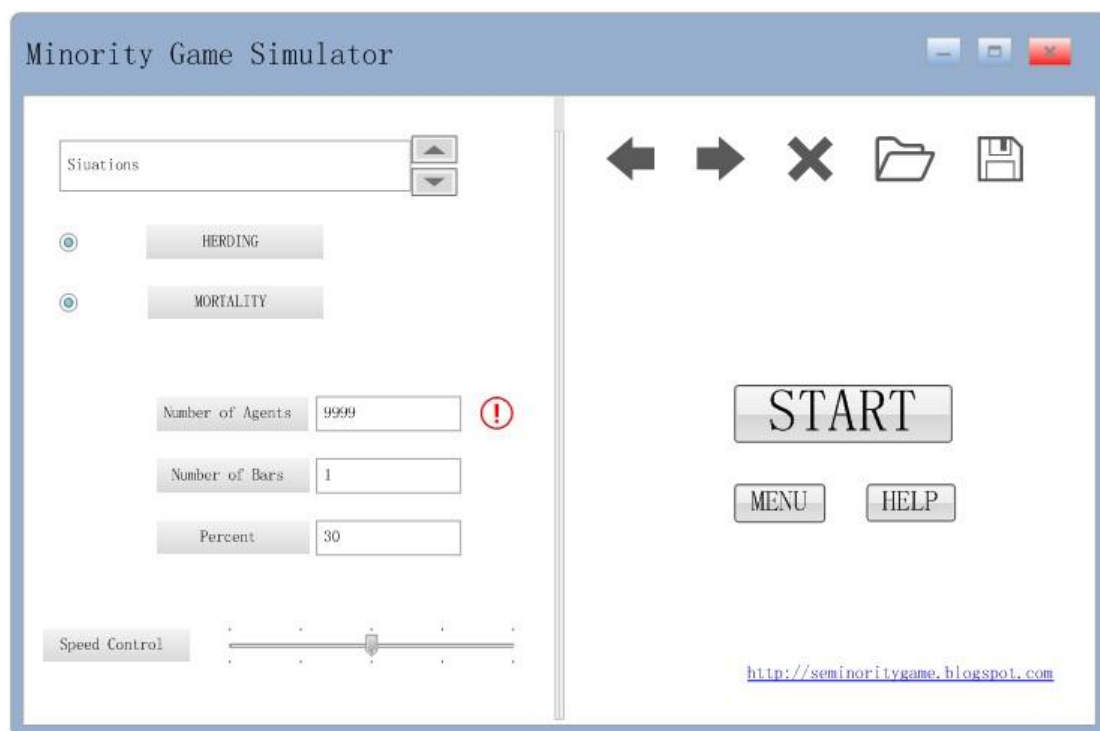 Minority Game Simulator
Siuations
HERDING
MORTALITY
Number of Agents 9999
Number of Bars 1
Percent 30
Speed Control
START
MENU HELP
http://seminoritygame.blogspot.com